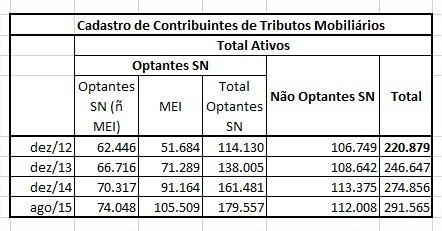 Cadastro de Contribuintes de Tributos Mobiliários
Total Ativos
Optantes SN
Optantes SN (ñ MEI) MEI Total Optantes SN Não Optantes SN Total
dez/12 62.446 51.684 114.130 106.749 220.879
dez/13 66.716 71.289 138.005 108.642 246.647
dez/14 70.317 91.164 161.481 113.375 274.856
ago/15 74.048 105.509 179.557 112.008 291.565